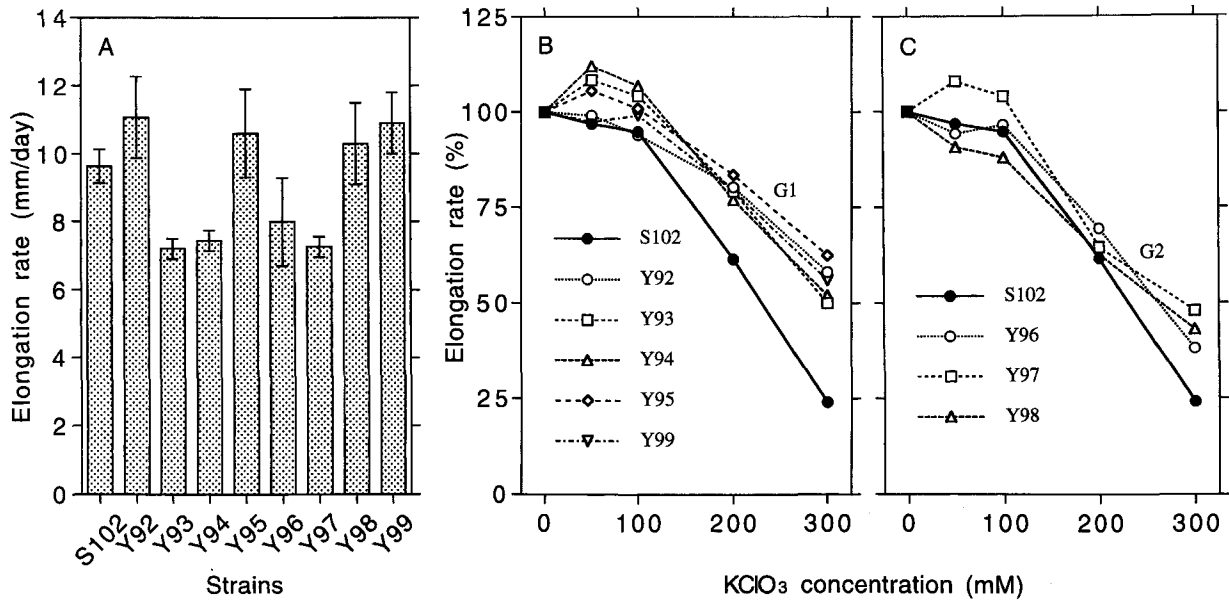 A
Elongation rate (mm/day)
14
12
10
8
6
4
2
0
S102
Y92
Y93
Y94
Y95
Y96
Y97
Y98
Y99
Strains
B
Elongation rate (%)
125
100
75
50
25
0
G1
S102
Y92
Y93
Y94
Y95
Y99
0 100 200 300
C
G2
S102
Y96
Y97
Y98
0 100 200 300
KClO₃ concentration (mM)